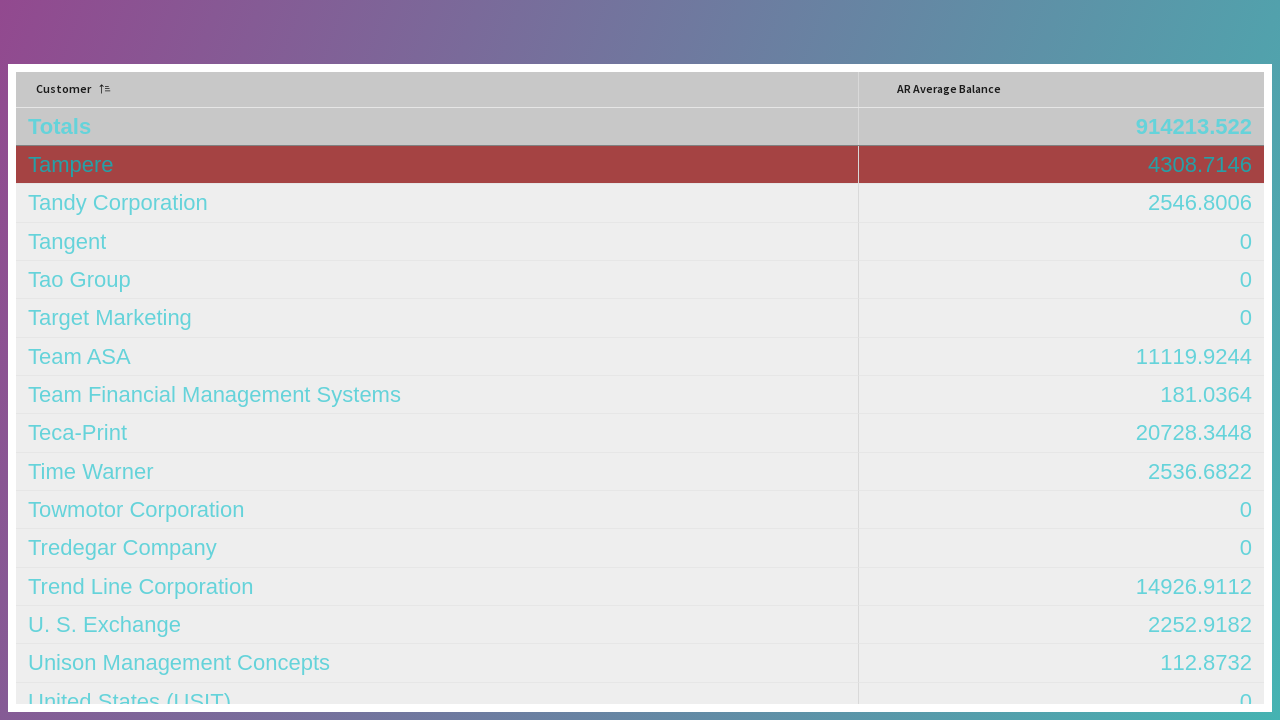 Customer AR Average Balance
Totals 914213.522
Tampere 4308.7146
Tandy Corporation 2546.8006
Tangent 0
Tao Group 0
Target Marketing 0
Team ASA 11119.9244
Team Financial Management Systems 181.0364
Teca-Print 20728.3448
Time Warner 2536.6822
Towmotor Corporation 0
Tredegar Company 0
Trend Line Corporation 14926.9112
U. S. Exchange 2252.9182
Unison Management Concepts 112.8732
United States (USIT) 0